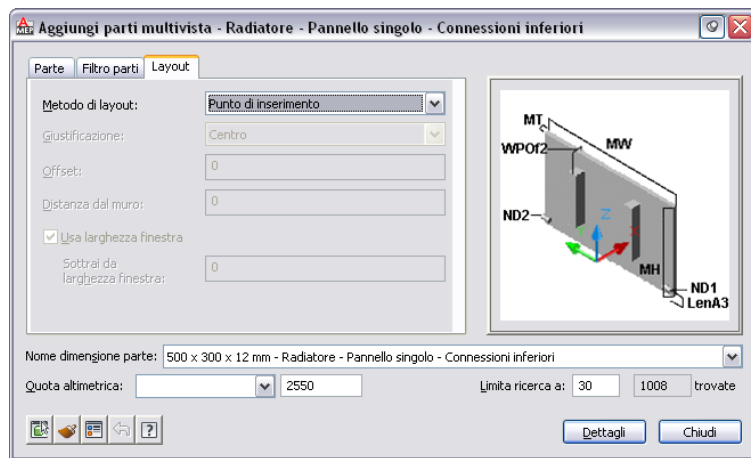 MEP Aggiungi parti multivista - Radiatore - Pannello singolo - Connessioni inferiori
Parte Filtro parti Layout
Metodo di layout: Punto di inserimento
Giustificazione: Centro
Offset: 0
Distanza dal muro: 0
Usa larghezza finestra
Sottrai da
larghezza finestra: 0
MT
MW
WPOf2
ND2
Z
Y
X
MH
ND1
LenA3
Nome dimensione parte: 500 x 300 x 12 mm - Radiatore - Pannello singolo - Connessioni inferiori
Quota altimetrica: 2550 Limita ricerca a: 30 1008 trovate
Dettagli Chiudi